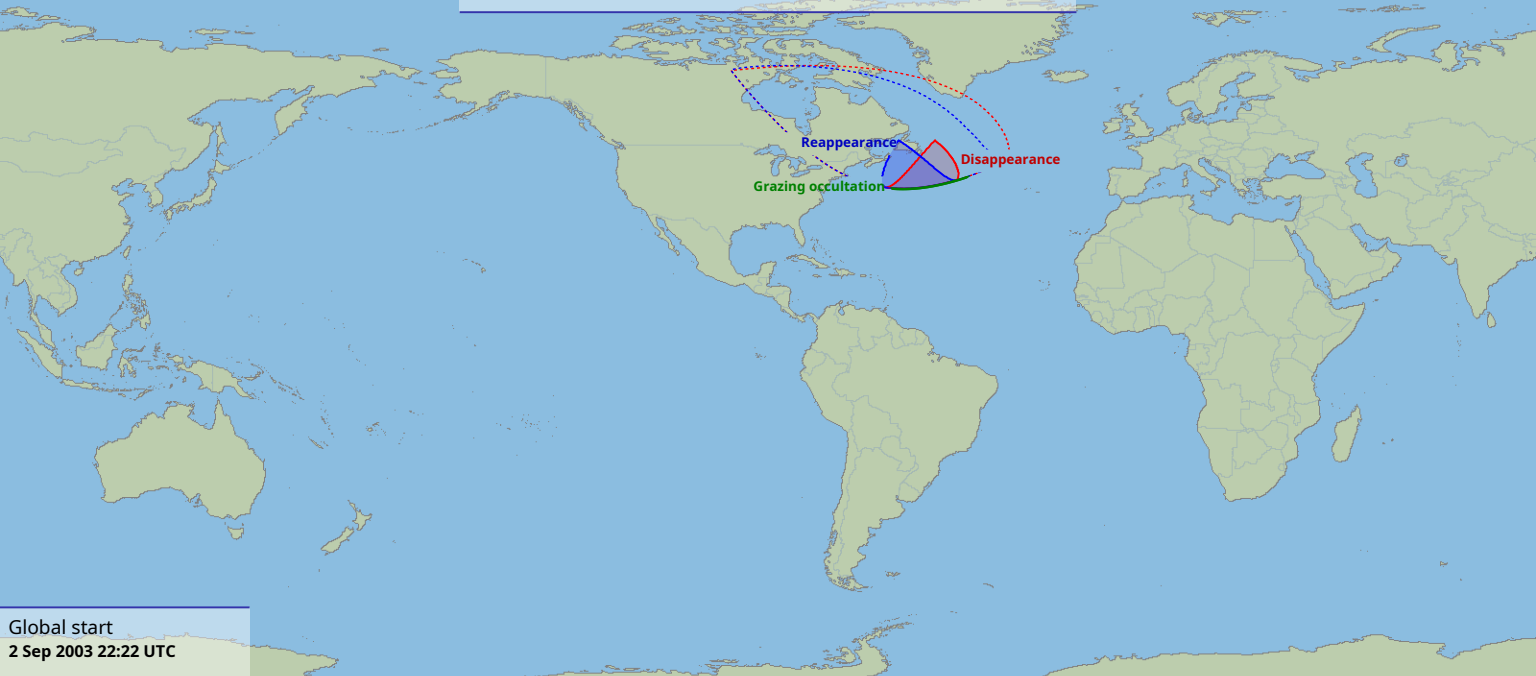 Reappearance
Disappearance
Grazing occultation
Global start
2 Sep 2003 22:22 UTC